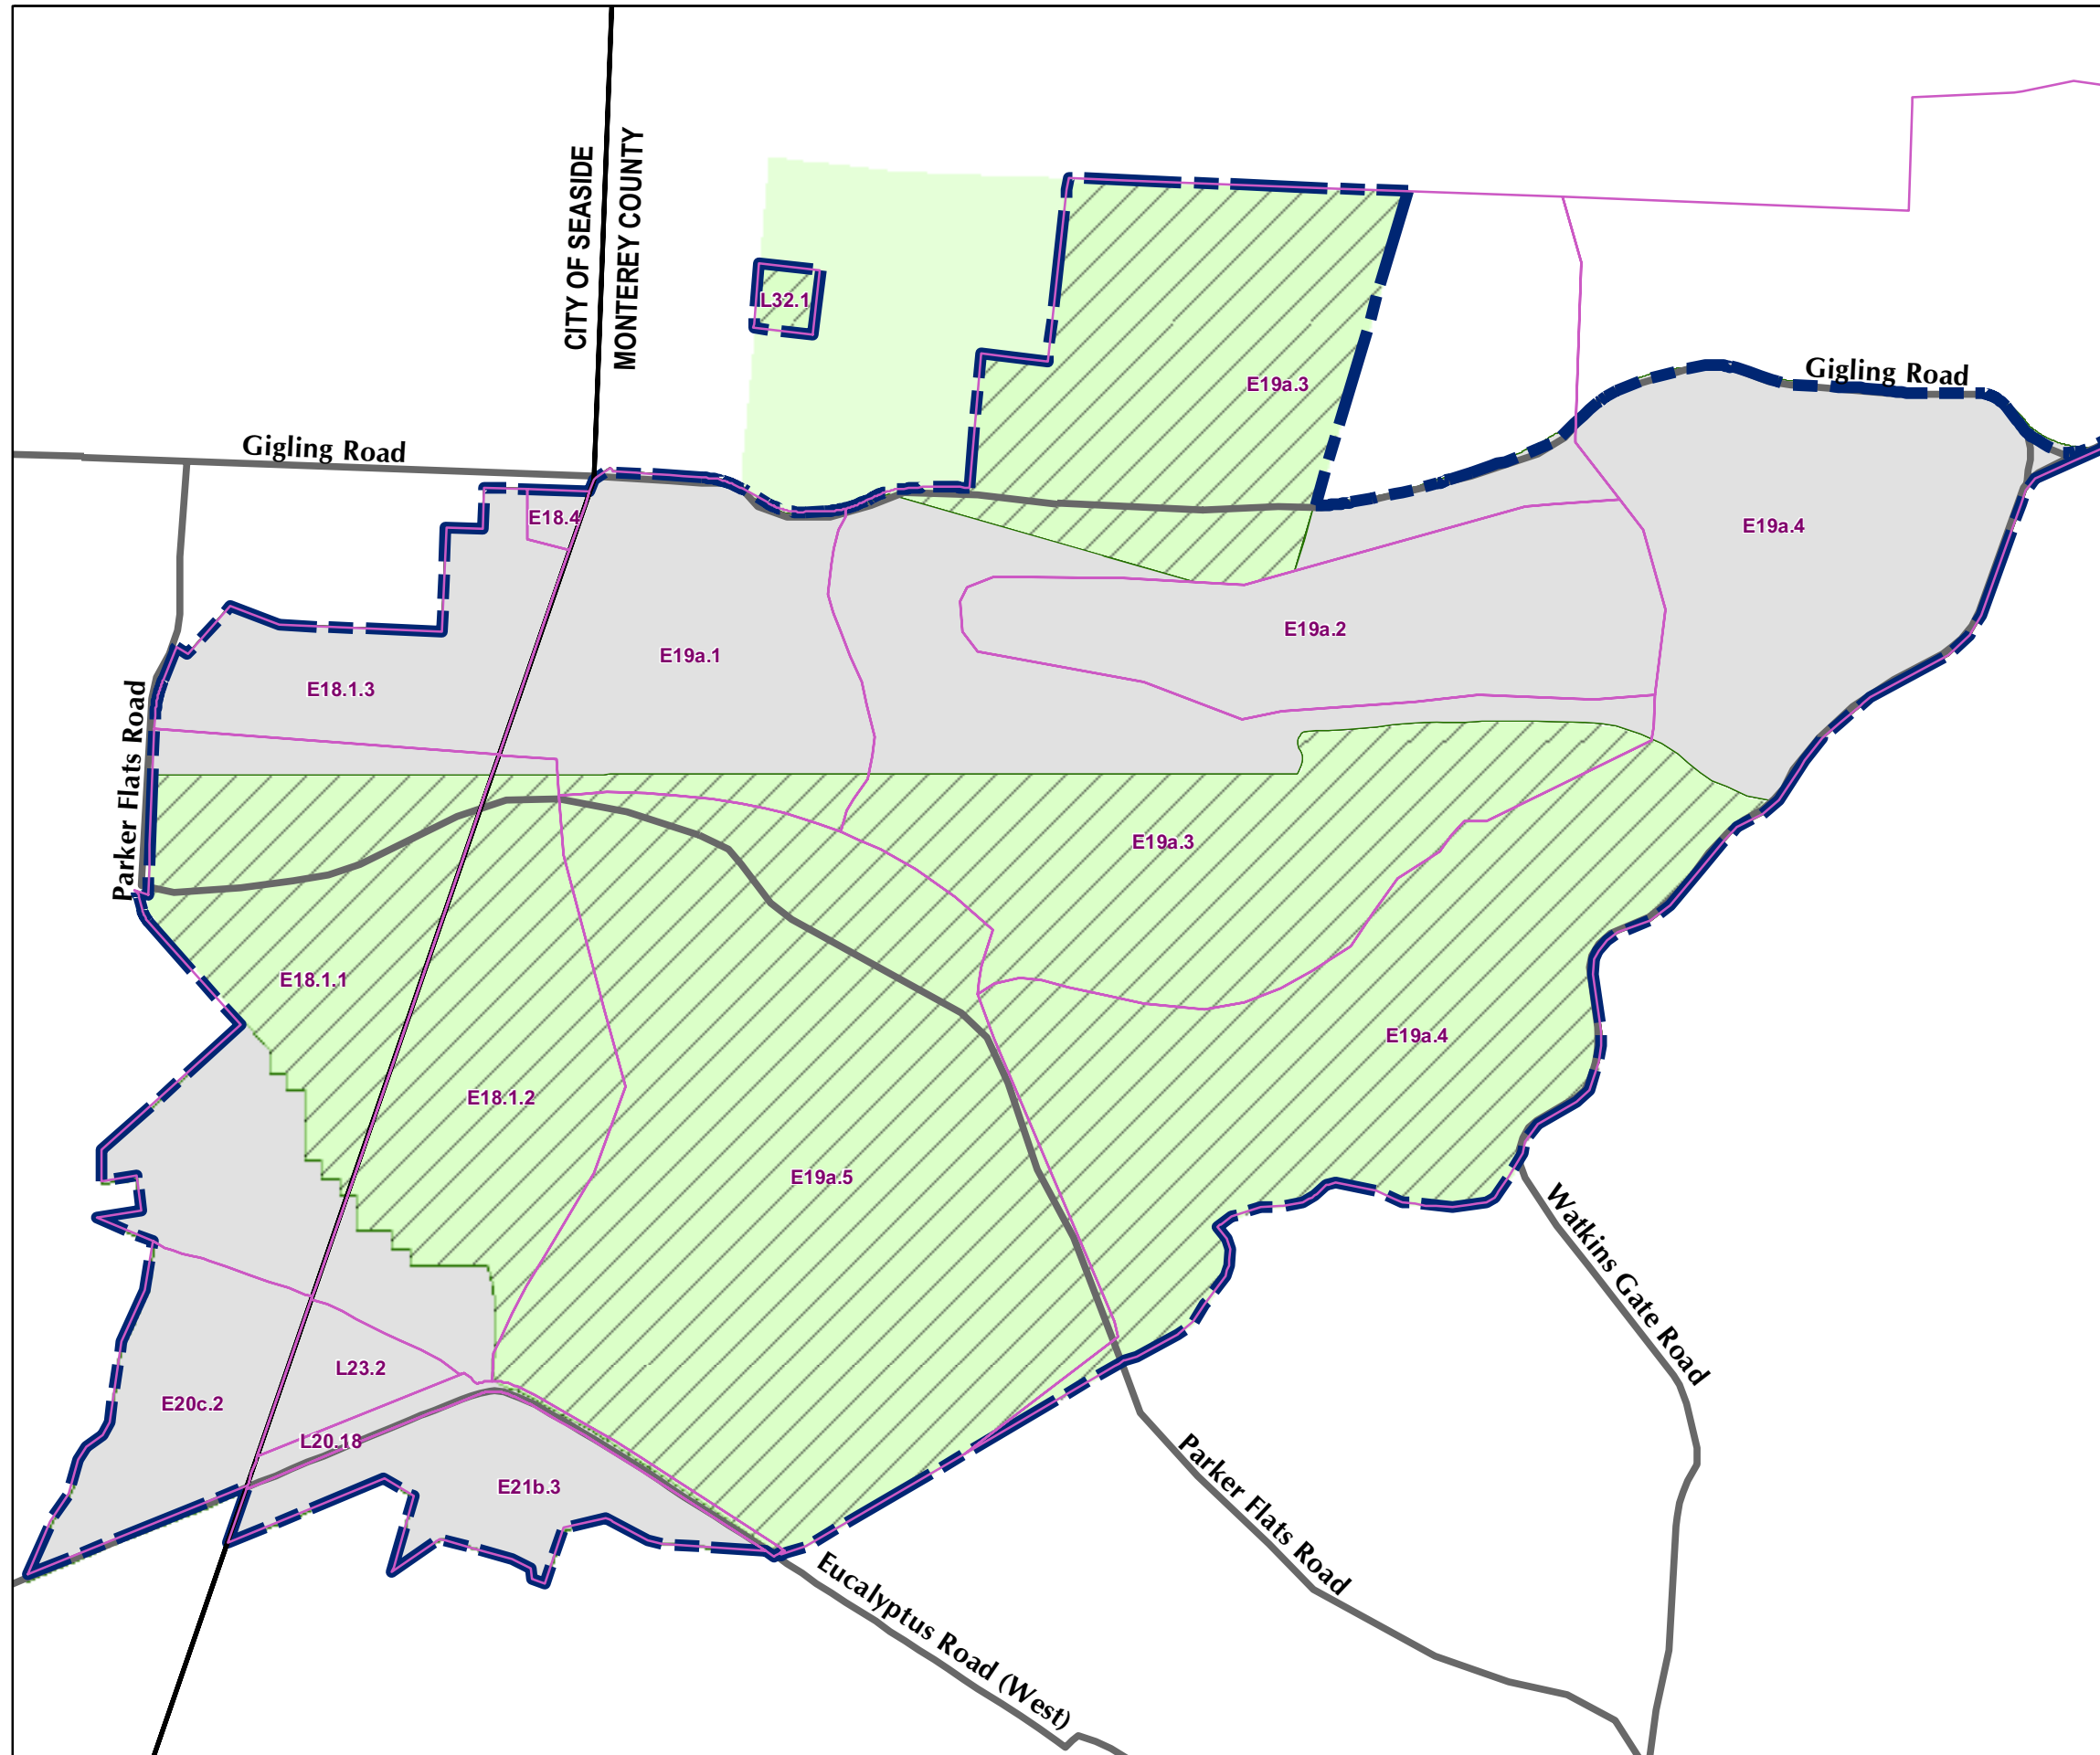 CITY OF SEASIDE
MONTEREY COUNTY
L32.1
E19a.3
Gigling Road
Gigling Road
E18.4
E19a.4
E19a.2
E19a.1
E18.1.3
Parker Flats Road
E19a.3
E18.1.1
E19a.4
E18.1.2
E19a.5
Watkins Gate Road
L23.2
E20c.2
L20.18
E21b.3
Parker Flats Road
Eucalyptus Road (West)